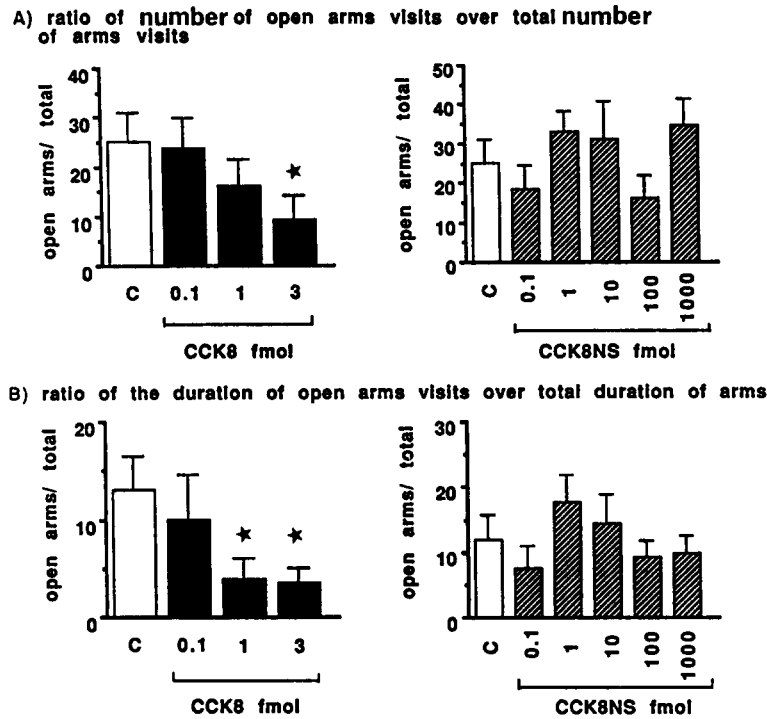 A) ratio of number of open arms visits over total number
of arms visits
open arms/ total
40
30
20
10
0
C 0.1 1 3
CCK8 fmol
open arms/ total
50
40
30
20
10
0
C 0.1 1 10 100 1000
CCK8NS fmol
B) ratio of the duration of open arms visits over total duration of arms
open arms/ total
20
10
0
C 0.1 1 3
CCK8 fmol
open arms/ total
30
20
10
0
C 0.1 1 10 100 1000
CCK8NS fmol